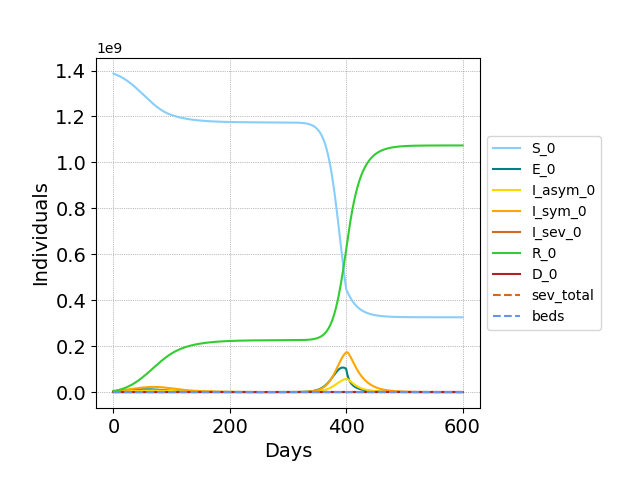 1e9
1.4
1.2
1.0
0.8
0.6
0.4
0.2
0.0
Individuals
0 200 400 600
Days
S_0
E_0
I_asym_0
I_sym_0
I_sev_0
R_0
D_0
sev_total
beds